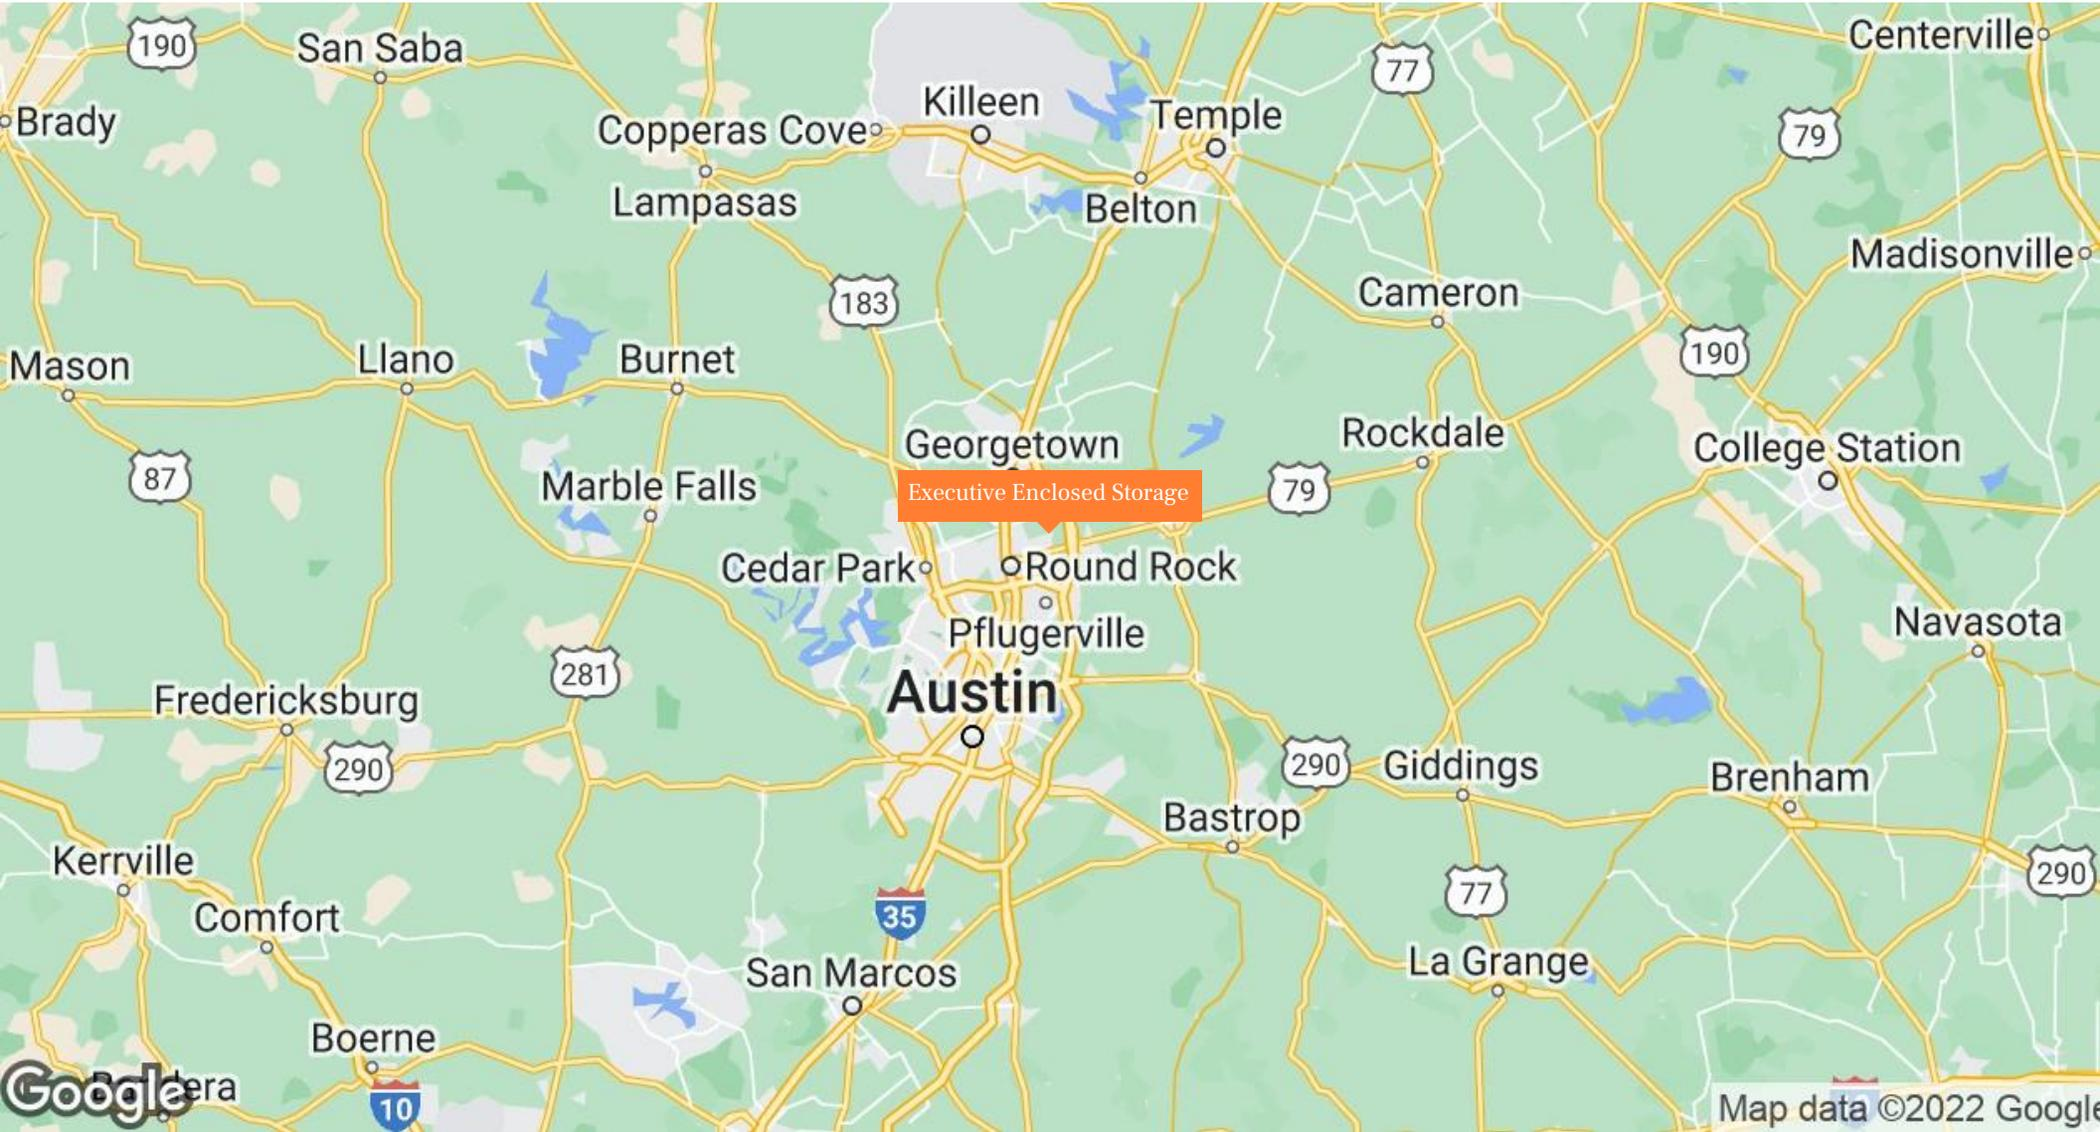 190
San Saba
77
Centerville
Brady
Copperas Cove
Killeen
Temple
79
Lampasas
Belton
Madisonville
183
Cameron
Mason
Llano
Burnet
190
87
Marble Falls
Georgetown
Rockdale
College Station
Executive Enclosed Storage
79
Cedar Park
Round Rock
Pflugerville
Navasota
Fredericksburg
281
Austin
290
290
Giddings
Brenham
Bastrop
Kerrville
Comfort
35
77
290
San Marcos
La Grange
Boerne
Google
10
Map data ©2022 Google